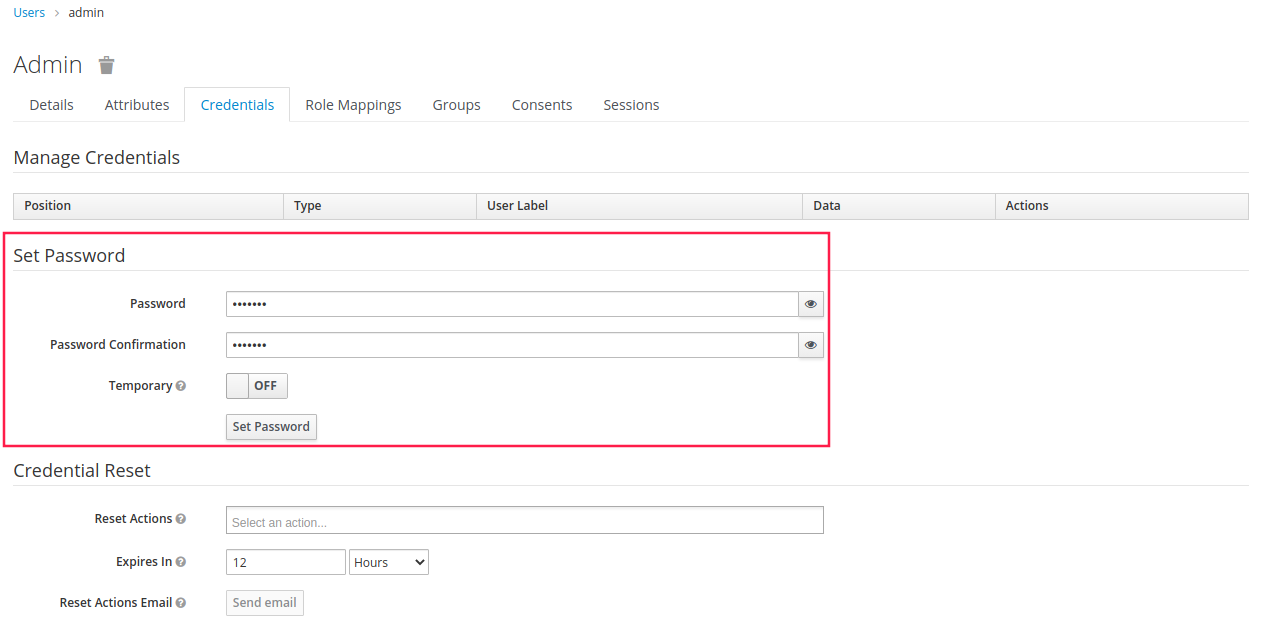 Users > admin
Admin
Details Attributes Credentials Role Mappings Groups Consents Sessions
Manage Credentials
Position Type User Label Data Actions
Set Password
Password •••••••
Password Confirmation •••••••
Temporary OFF
Set Password
Credential Reset
Reset Actions Select an action...
Expires In 12 Hours
Reset Actions Email Send email